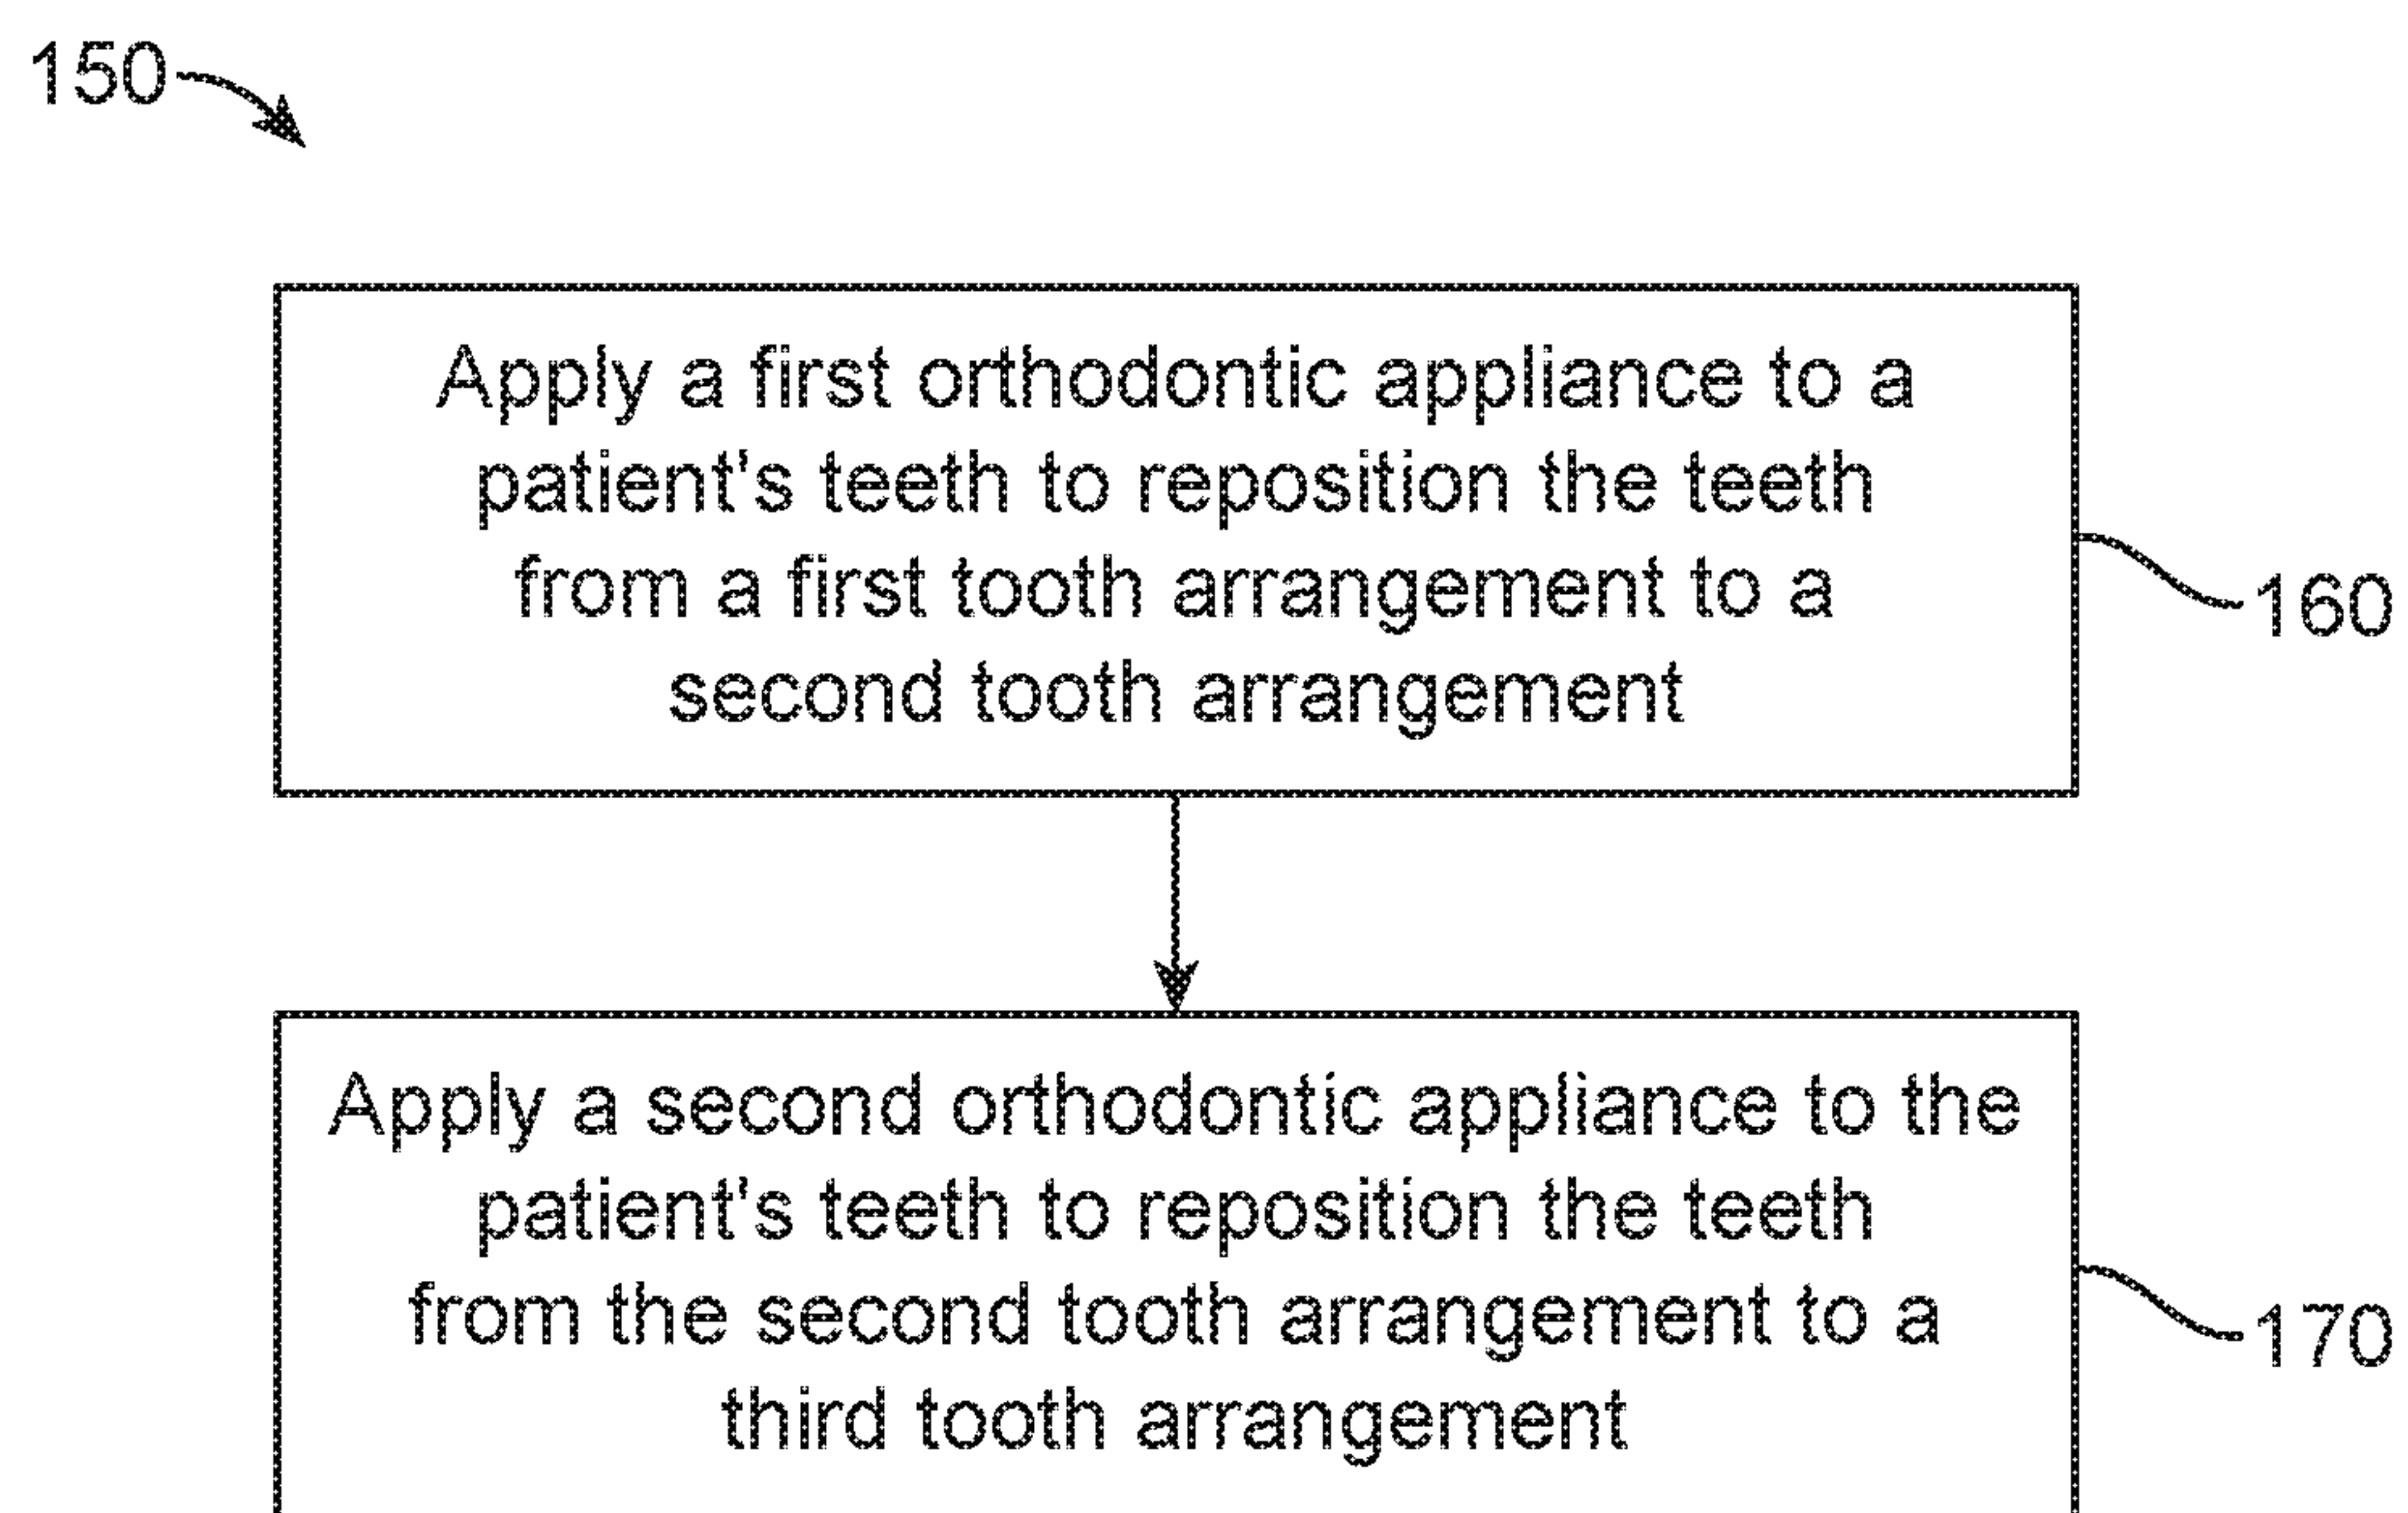 150
Apply a first orthodontic appliance to a
patient's teeth to reposition the teeth
from a first tooth arrangement to a
second tooth arrangement
160
Apply a second orthodontic appliance to the
patient's teeth to reposition the teeth
from the second tooth arrangement to a
third tooth arrangement
170